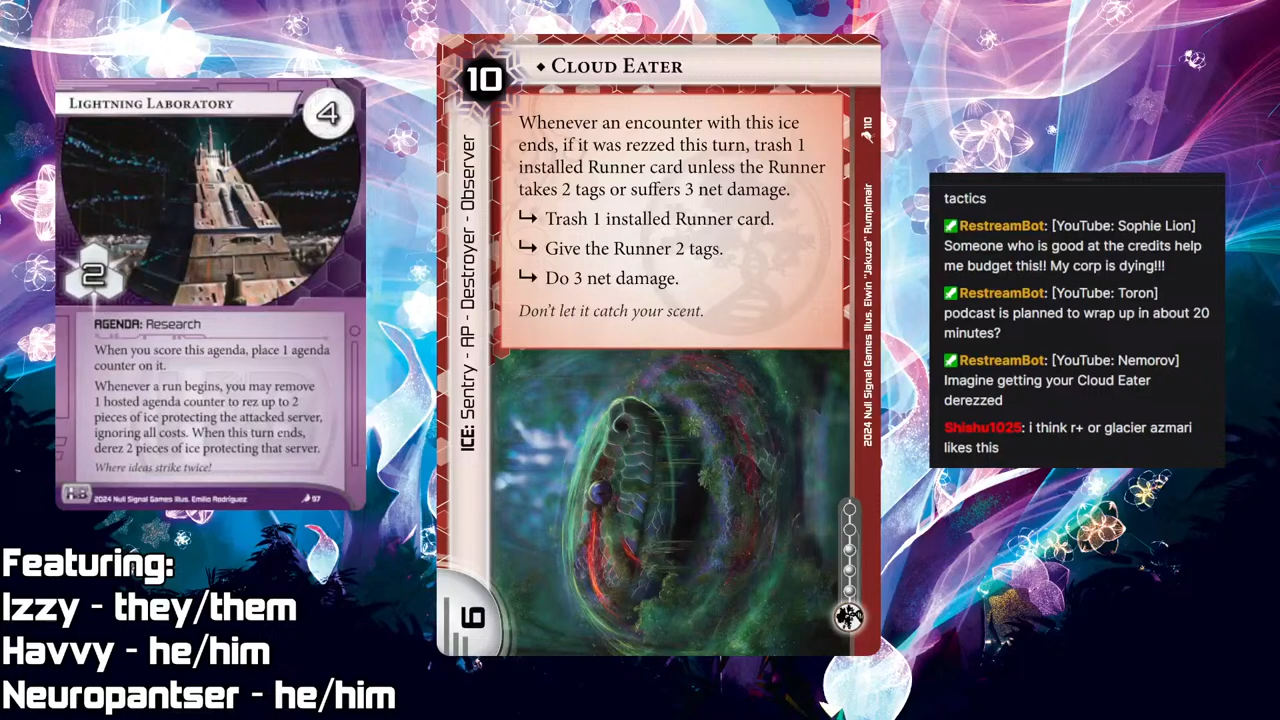 LIGHTNING LABORATORY
4
2
AGENDA: Research
When you score this agenda, place 1 agenda
counter on it.
Whenever a run begins, you may remove
1 hosted agenda counter to rez up to 2
pieces of ice protecting the attacked server,
ignoring all costs. When this turn ends,
derez 2 pieces of ice protecting that server.
Where ideas strike twice!
HB
2024 Null Signal Games Illus. Emilio Rodríguez
97
10
CLOUD EATER
ICE: Sentry - AP - Destroyer - Observer
Whenever an encounter with this ice
ends, if it was rezzed this turn, trash 1
installed Runner card unless the Runner
takes 2 tags or suffers 3 net damage.
Trash 1 installed Runner card.
Give the Runner 2 tags.
Do 3 net damage.
Don't let it catch your scent.
110
2024 Null Signal Games Illus. Elwin "Jakuza" Rumplmair
6
tactics
RestreamBot: [YouTube: Sophie Lion]
Someone who is good at the credits help
me budget this!! My corp is dying!!!
RestreamBot: [YouTube: Toron]
podcast is planned to wrap up in about 20
minutes?
RestreamBot: [YouTube: Nemorov]
Imagine getting your Cloud Eater
derezzed
Shishu1025: i think r+ or glacier azmari
likes this
Featuring:
Izzy - they/them
Havvy - he/him
Neuropantser - he/him